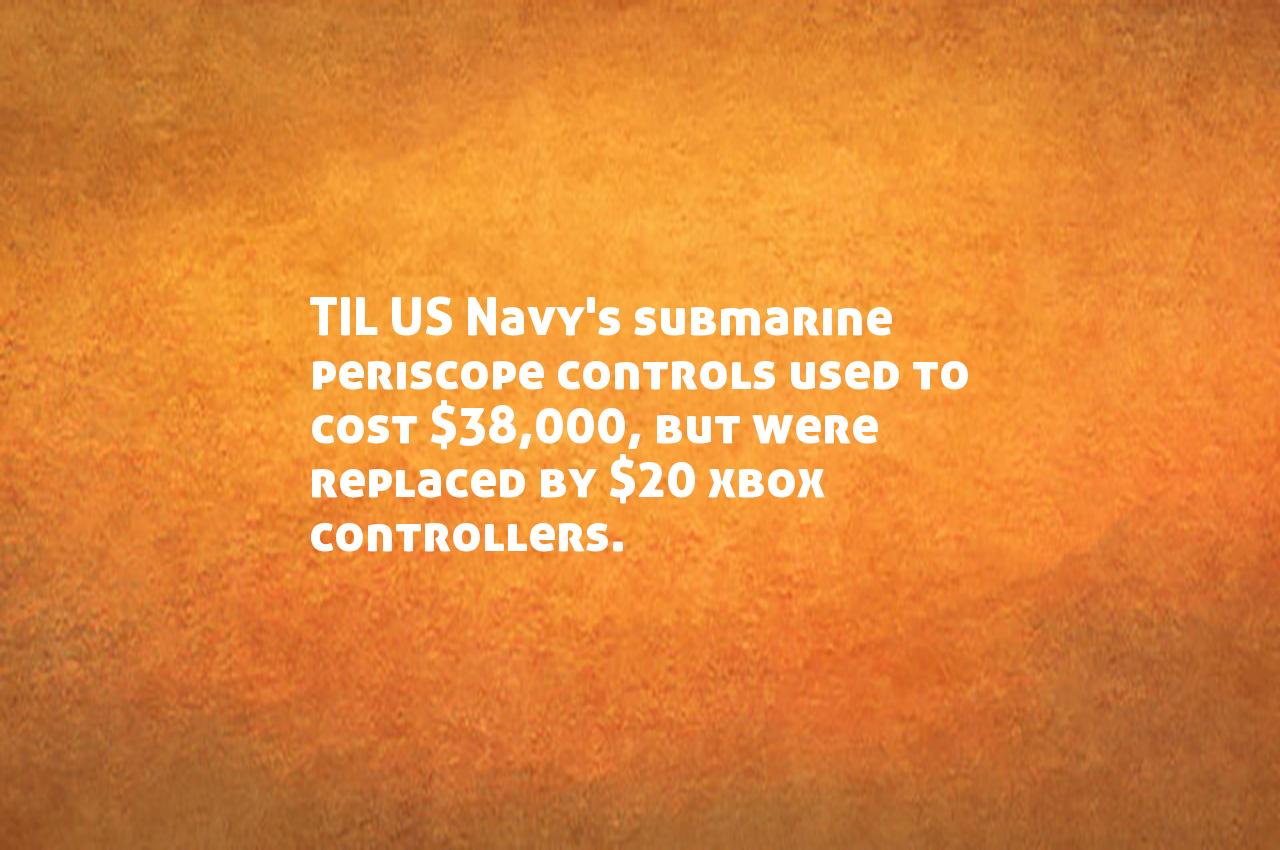 TIL US Navy's submarine
periscope controls used to
cost $38,000, but were
replaced by $20 xbox
controllers.